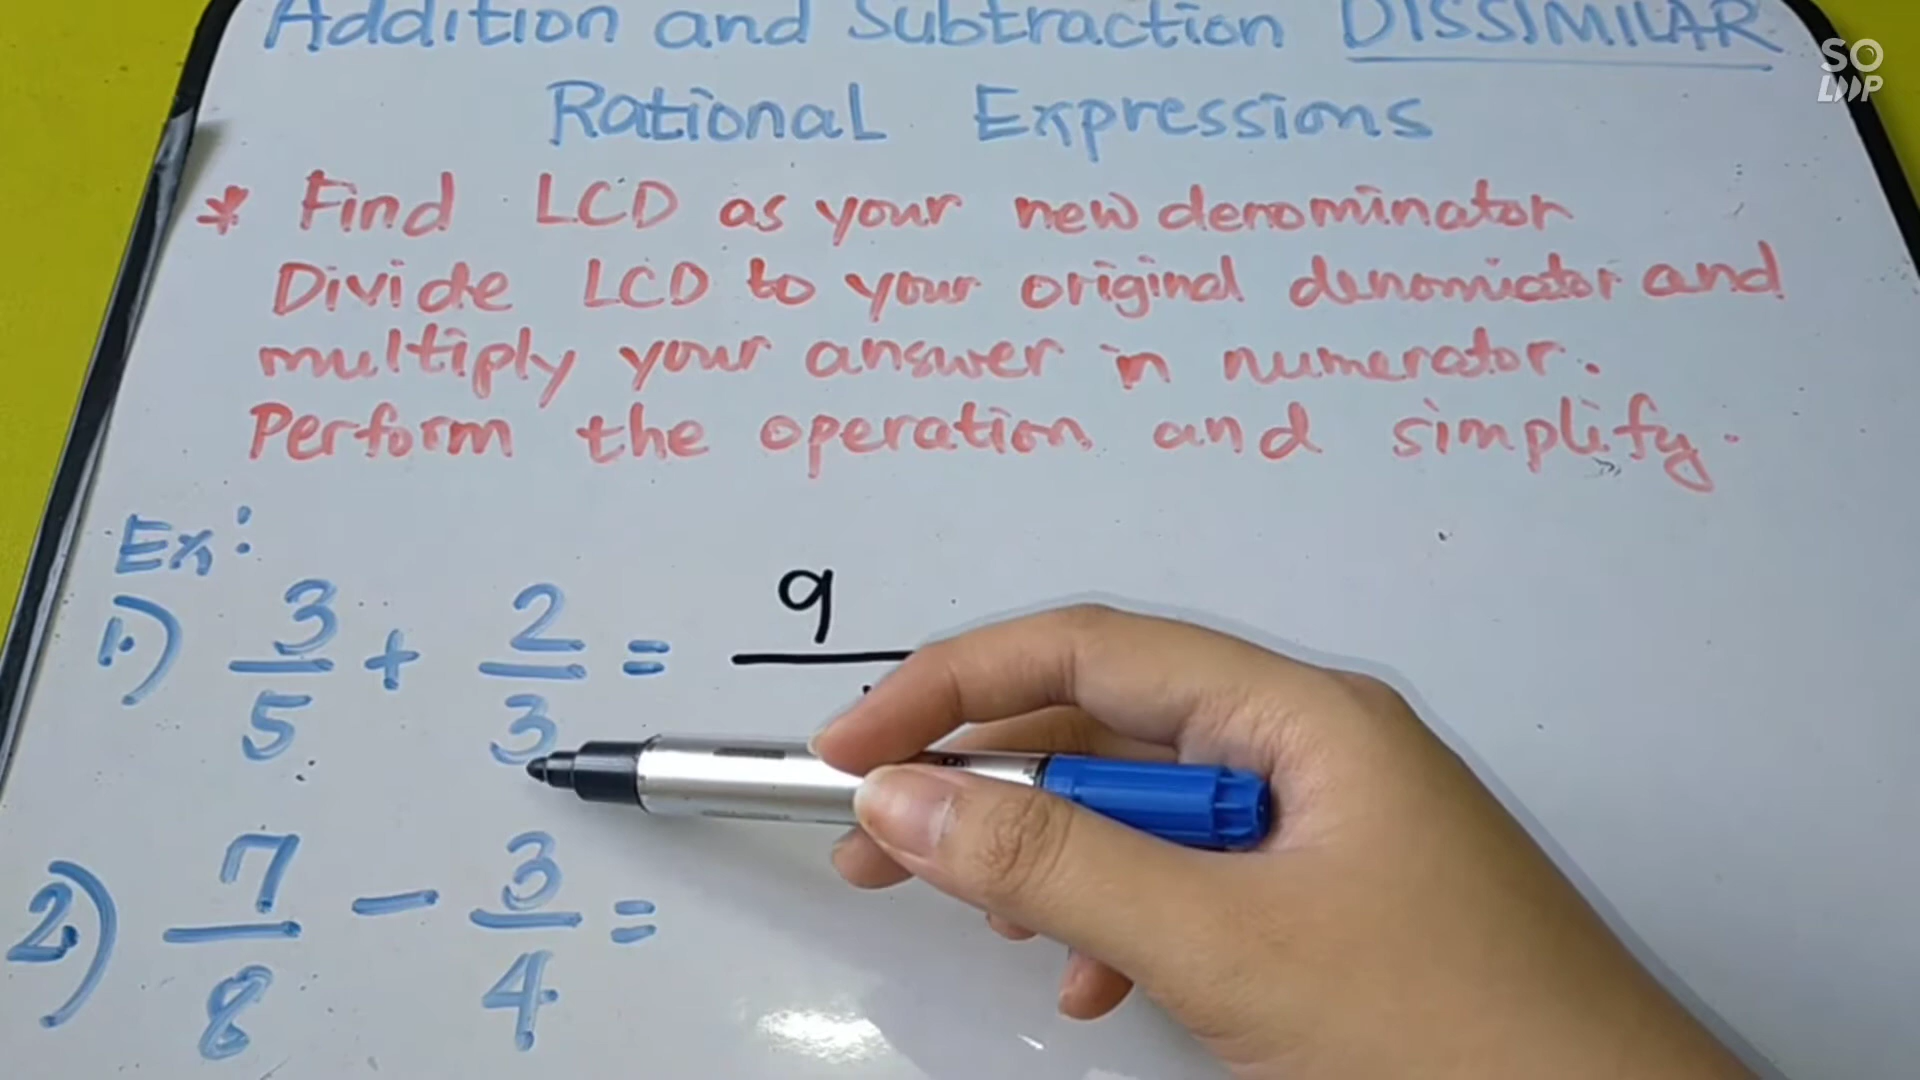 Addition and Subtraction DISSIMILAR
Rational Expressions
* Find LCD as your new denominator
Divide LCD to your original denomiator and
multiply your answer in numerator.
Perform the operation and simplify.
Ex:
1.) 3/5 + 2/3 = 9
2) 7/8 - 3/4 =
SO
LOOP